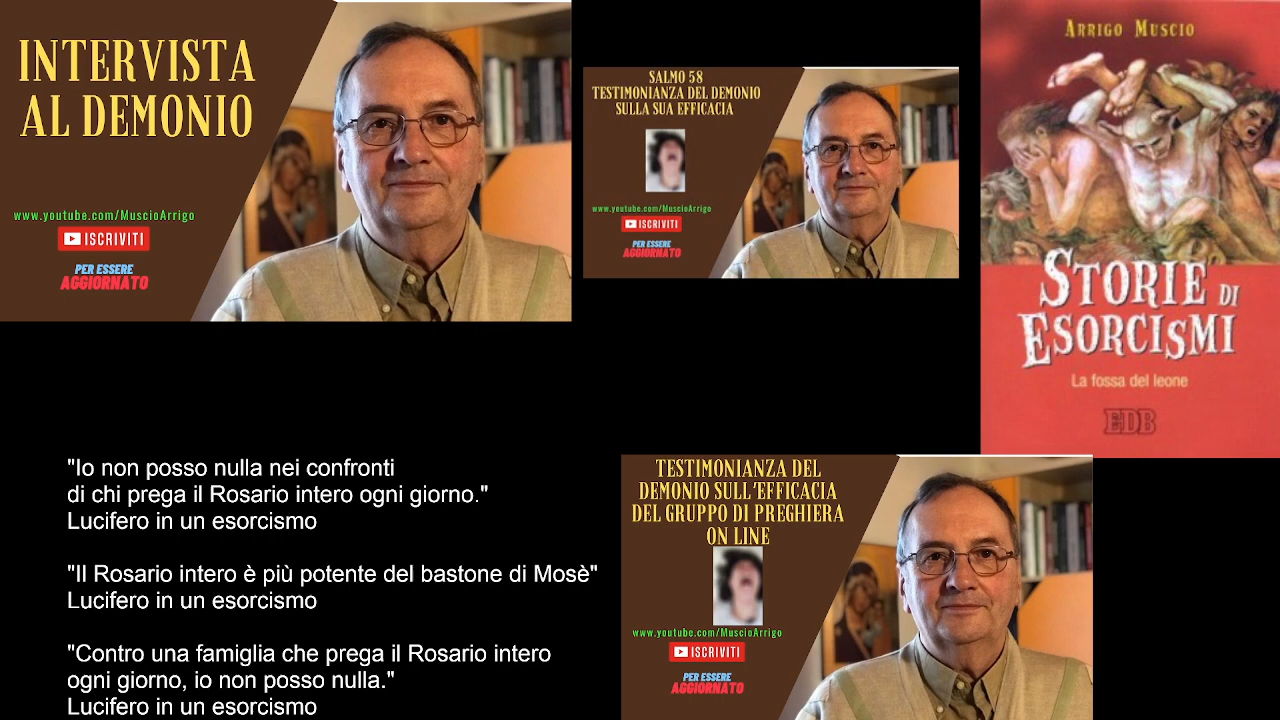 INTERVISTA
AL DEMONIO
www.youtube.com/MuscioArrigo
ISCRIVITI
PER ESSERE
AGGIORNATO
SALMO 58
TESTIMONIANZA DEL DEMONIO
SULLA SUA EFFICACIA
www.youtube.com/MuscioArrigo
ISCRIVITI
PER ESSERE
AGGIORNATO
ARRIGO MUSCIO
STORIE DI
ESORCISMI
La fossa del leone
EDB
"Io non posso nulla nei confronti
di chi prega il Rosario intero ogni giorno."
Lucifero in un esorcismo
"Il Rosario intero è più potente del bastone di Mosè"
Lucifero in un esorcismo
"Contro una famiglia che prega il Rosario intero
ogni giorno, io non posso nulla."
Lucifero in un esorcismo
TESTIMONIANZA DEL
DEMONIO SULL'EFFICACIA
DEL GRUPPO DI PREGHIERA
ON LINE
www.youtube.com/MuscioArrigo
ISCRIVITI
PER ESSERE
AGGIORNATO